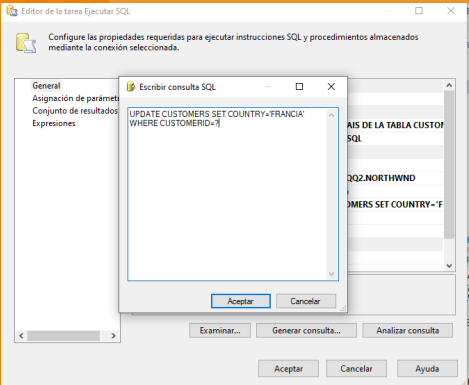 Editor de la tarea Ejecutar SQL
Configure las propiedades requeridas para ejecutar instrucciones SQL y procedimientos almacenados
mediante la conexión seleccionada.
General
Asignación de parámet
Conjunto de resultados
Expresiones
Escribir consulta SQL
UPDATE CUSTOMERS SET COUNTRY='FRANCIA'
WHERE CUSTOMERID=?
Aceptar
Cancelar
AIS DE LA TABLA CUSTOM
SQL
QQ2.NORTHWND
OMERS SET COUNTRY='F
Examinar...
Generar consulta...
Analizar consulta
Aceptar
Cancelar
Ayuda